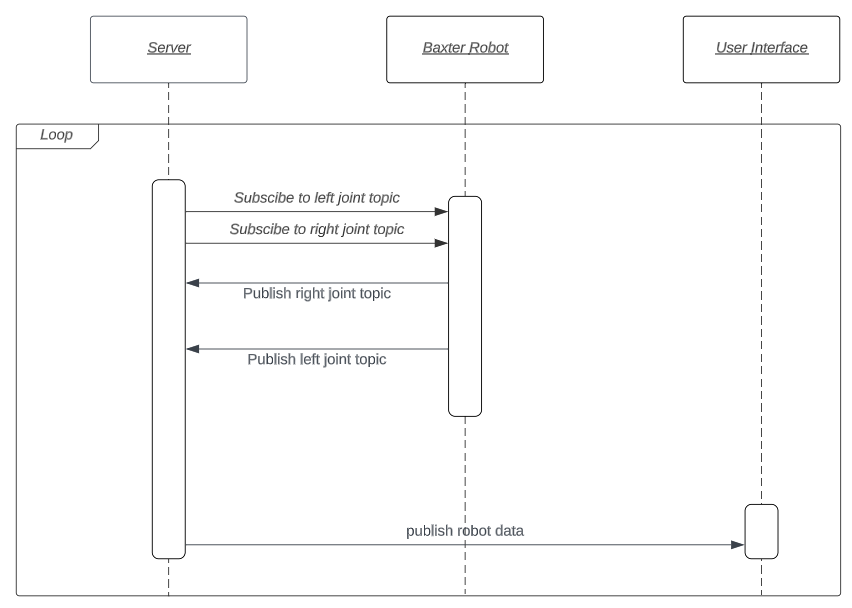 Server
Baxter Robot
User Interface
Loop
Subscibe to left joint topic
Subscibe to right joint topic
Publish right joint topic
Publish left joint topic
publish robot data